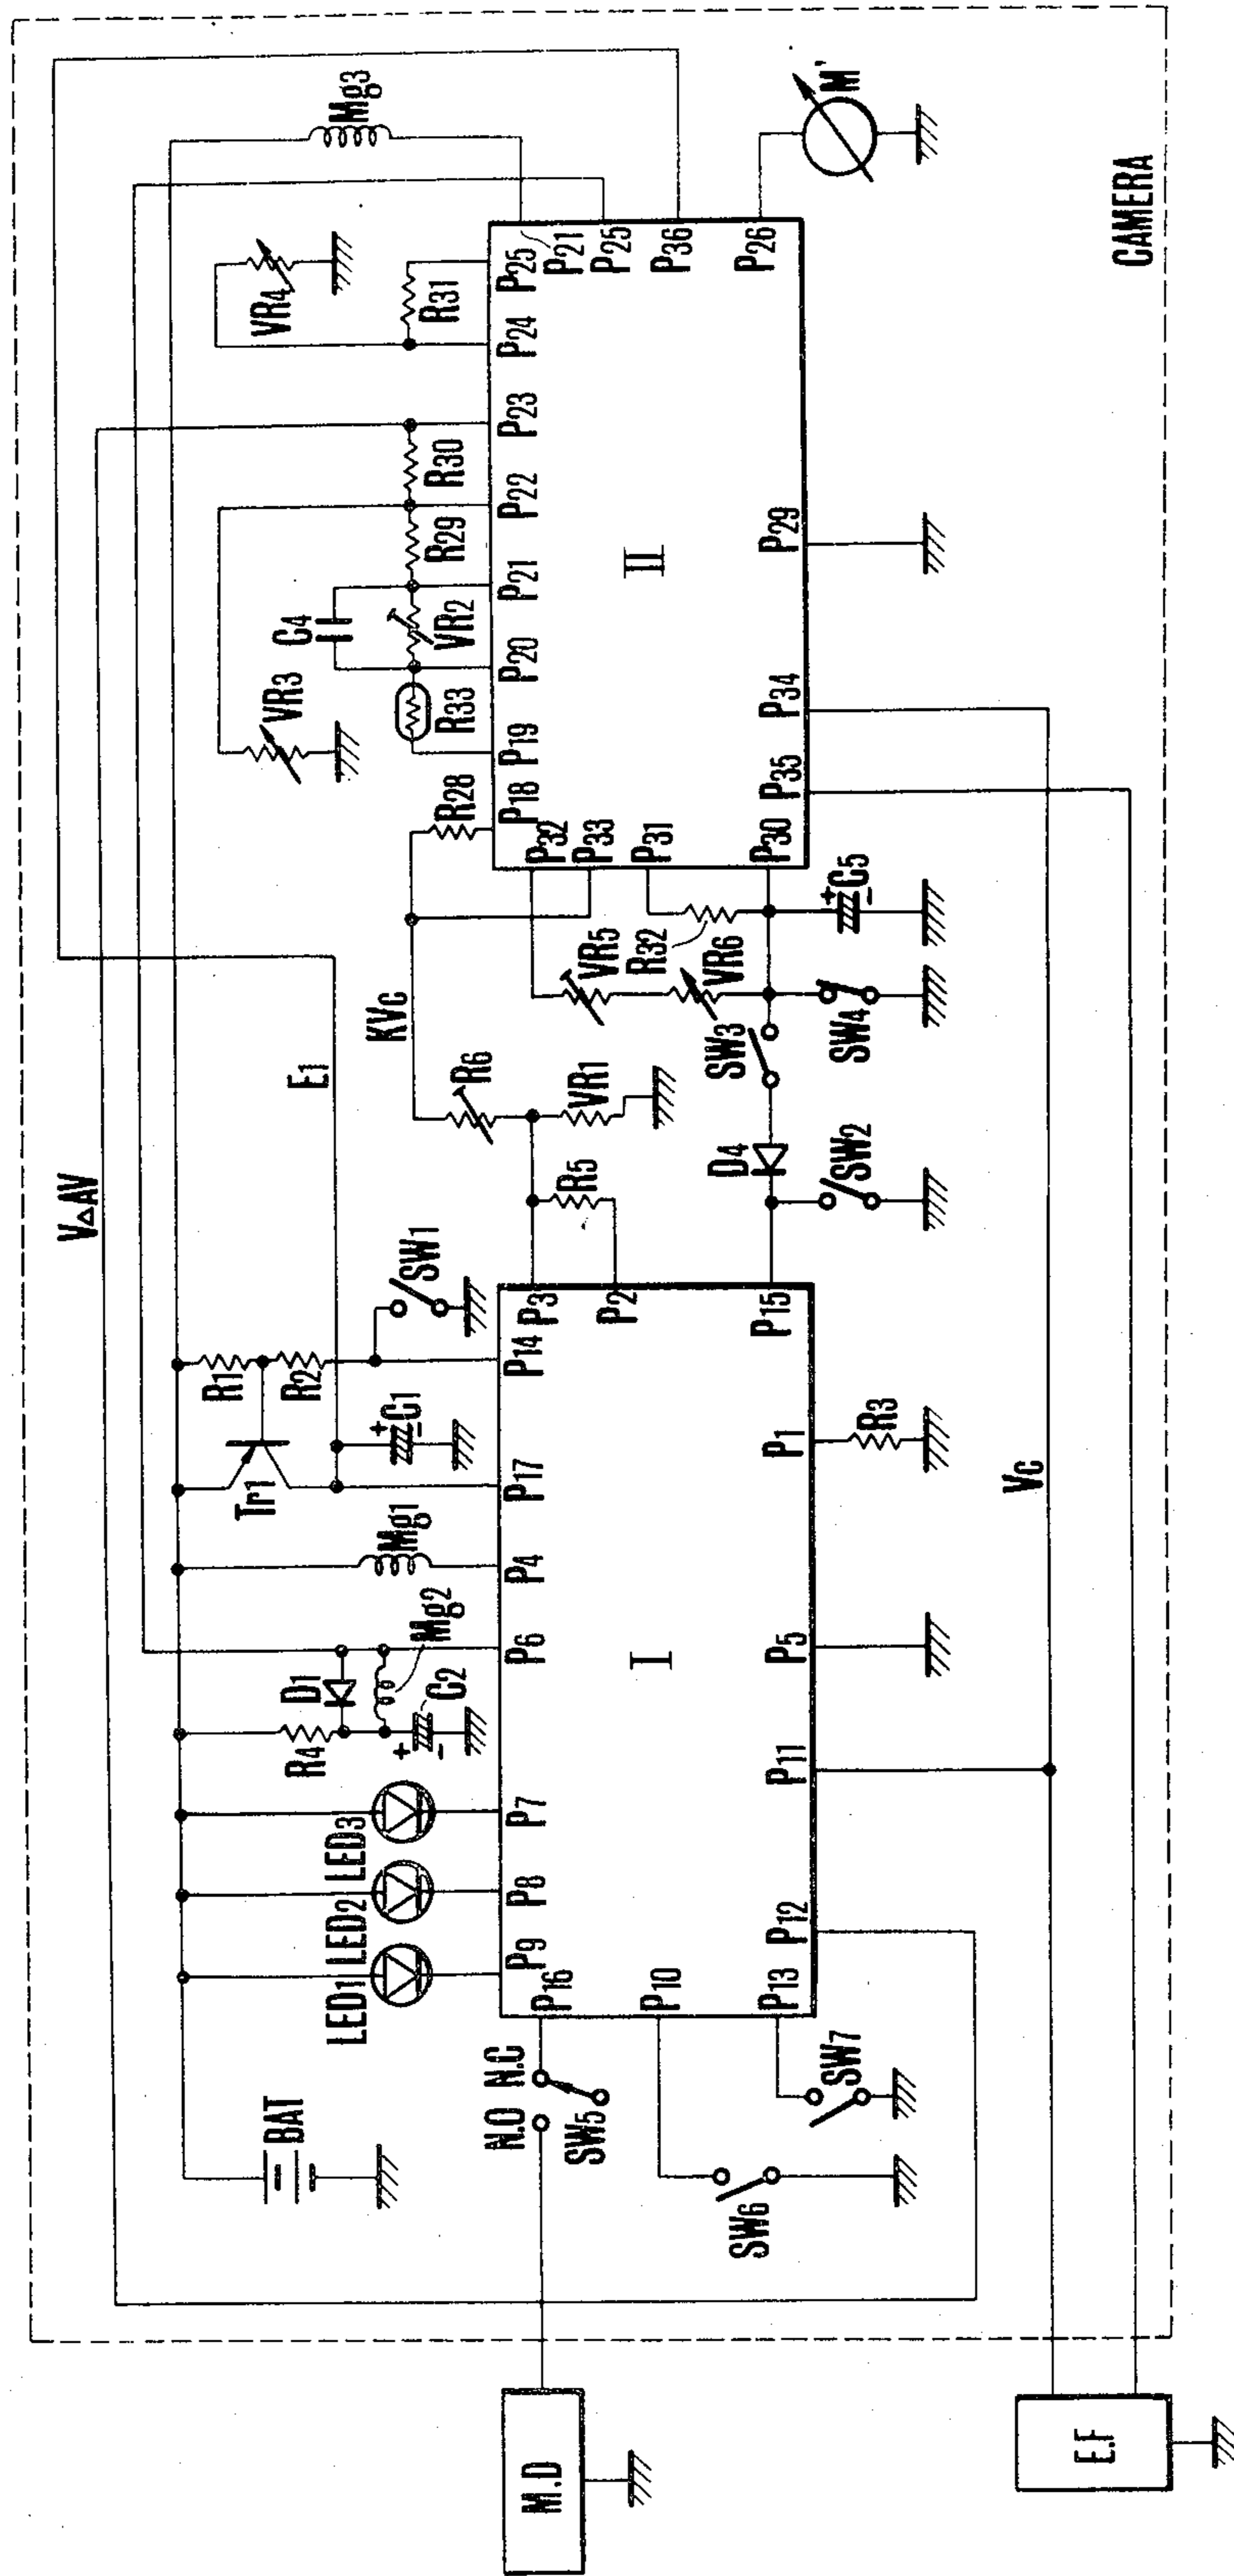 V△AV
E1
KVC
BAT
LED1
LED2
LED3
R4
D1
Mg2
C2
Mg1
Tr1
R1
R2
C1
SW1
VR3
C4
VR4
Mg3
R28
R33
VR2
R29
R30
R31
N.O
N.C
SW5
P16
P9
P8
P7
P6
P4
P17
P14
P3
P2
P15
P10
P13
P12
P11
P5
P1
I
R3
SW6
SW7
R5
R6
VR1
D4
SW2
SW3
SW4
VR5
VR6
R32
C5
P18
P19
P20
P21
P22
P23
P24
P25
P21
P25
P36
P26
P32
P33
P31
P30
P35
P34
P29
II
M'
VC
CAMERA
M.D
E.F